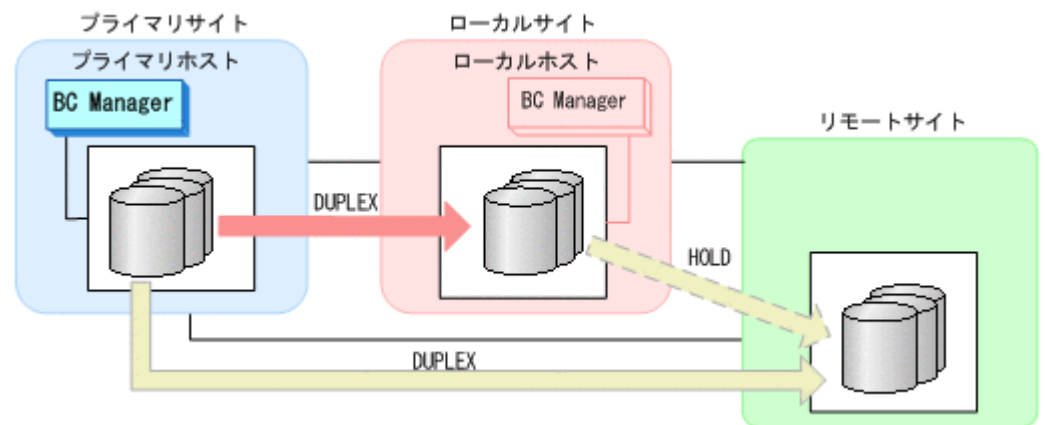 プライマリサイト
ローカルサイト
プライマリホスト
ローカルホスト
BC Manager
BC Manager
リモートサイト
DUPLEX
HOLD
DUPLEX